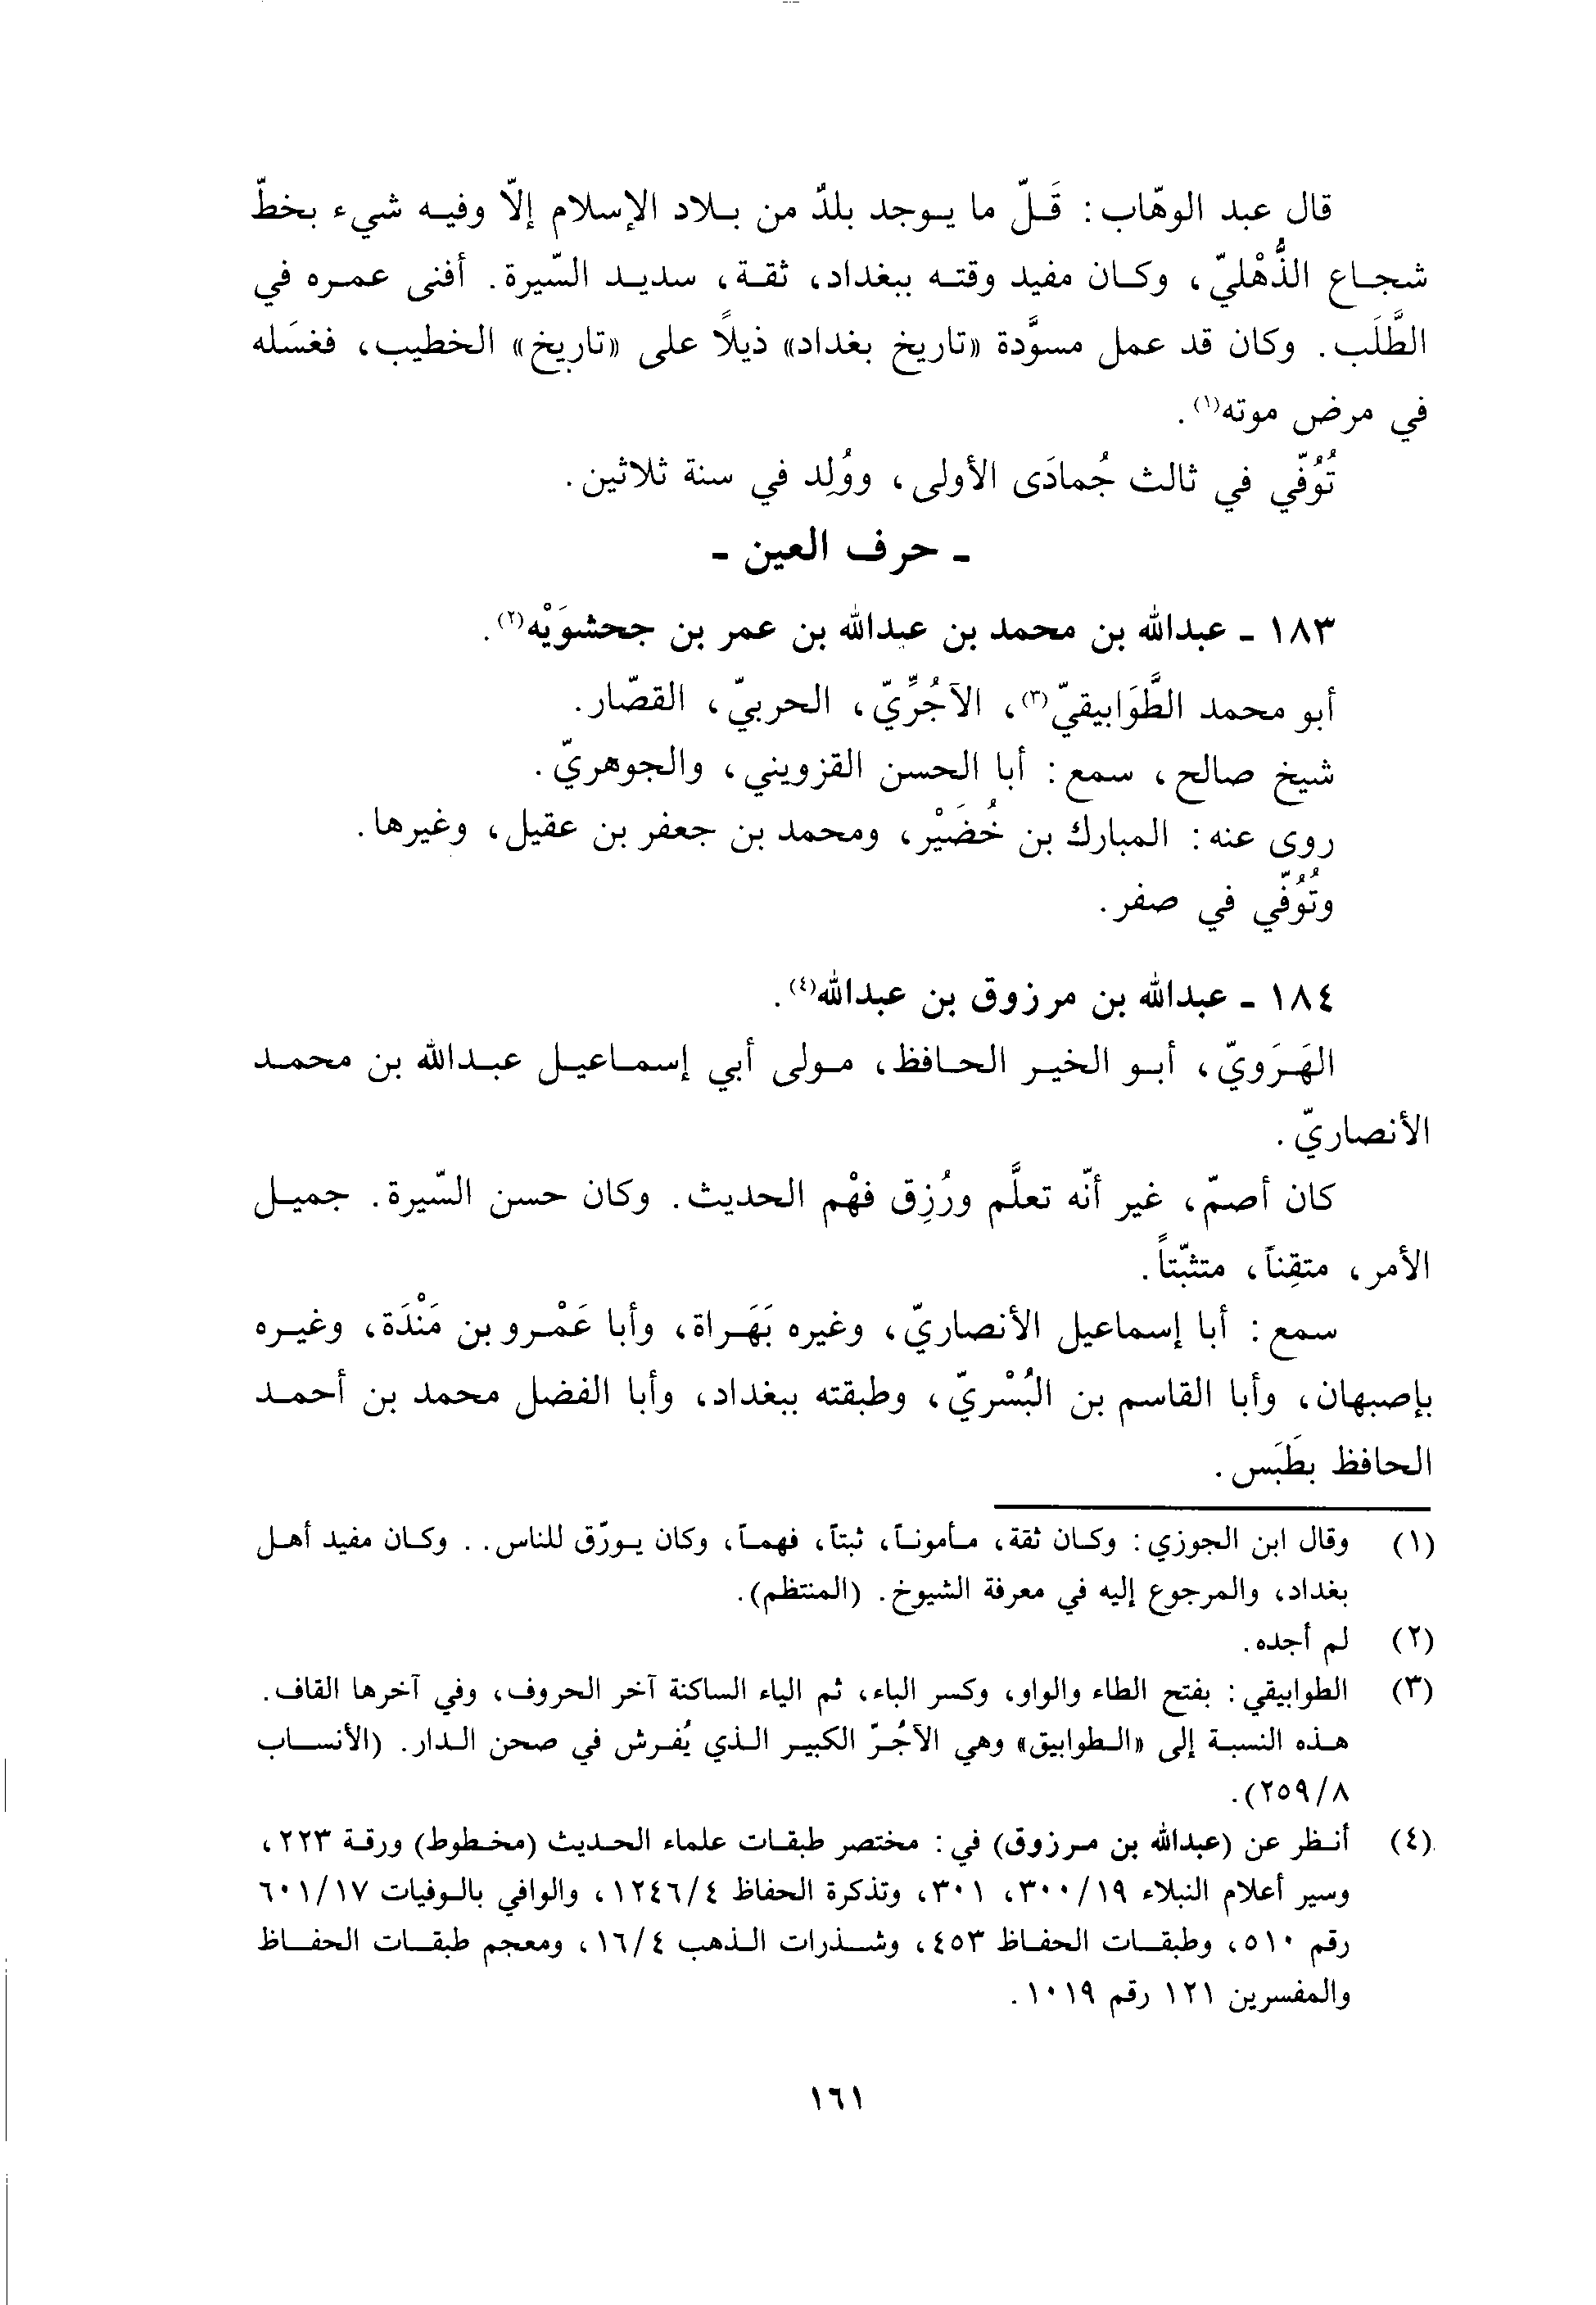 قال عبد الوهّاب: قَلّ ما يوجد بلدٌ من بلاد الإسلام إلّا وفيه شيء بخطّ
شجاع الذُّهْليّ، وكان مفيد وقته ببغداد، ثقة، سديد السّيرة. أفنى عمره في
الطَّلَب. وكان قد عمل مسوَّدة «تاريخ بغداد» ذيلاً على «تاريخ» الخطيب، فغسَله
في مرض موته(١).
تُوُفّي في ثالث جُمادَى الأولى، ووُلِد في سنة ثلاثين.
ـ حرف العين ـ
١٨٣ ـ عبدالله بن محمد بن عبدالله بن عمر بن جحشوَيْه(٢).
أبو محمد الطَّوَابيقيّ(٣)، الآجُرِّيّ، الحربيّ، القصّار.
شيخ صالح، سمع: أبا الحسن القزويني، والجوهريّ.
روى عنه: المبارك بن خُضَيْر، ومحمد بن جعفر بن عقيل، وغيرها.
وتُوُفّي في صفر.
١٨٤ ـ عبدالله بن مرزوق بن عبدالله(٤).
الهَرَويّ، أبو الخير الحافظ، مولى أبي إسماعيل عبدالله بن محمد
الأنصاريّ.
كان أصمّ، غير أنّه تعلَّم ورُزِق فهْم الحديث. وكان حسن السّيرة. جميل
الأمر، متقِناً، متثبّتاً.
سمع: أبا إسماعيل الأنصاريّ، وغيره بَهَراة، وأبا عَمْرو بن مَنْدَة، وغيره
بإصبهان، وأبا القاسم بن البُسْريّ، وطبقته ببغداد، وأبا الفضل محمد بن أحمد
الحافظ بطَبَس.
(١) وقال ابن الجوزي: وكان ثقة، مأموناً، ثبتاً، فهماً، وكان يورّق للناس.. وكان مفيد أهل
بغداد، والمرجوع إليه في معرفة الشيوخ. (المنتظم).
(٢) لم أجده.
(٣) الطوابيقي: بفتح الطاء والواو، وكسر الباء، ثم الياء الساكنة آخر الحروف، وفي آخرها القاف.
هذه النسبة إلى «الطوابيق» وهي الآجُرّ الكبير الذي يُفرش في صحن الدار. (الأنساب
٢٥٩/٨).
(٤) أنظر عن (عبدالله بن مرزوق) في: مختصر طبقات علماء الحديث (مخطوط) ورقة ٢٢٣،
وسير أعلام النبلاء ٣٠٠/١٩، ٣٠١، وتذكرة الحفاظ ١٢٤٦/٤، والوافي بالوفيات ٦٠١/١٧
رقم ٥١٠، وطبقات الحفاظ ٤٥٣، وشذرات الذهب ١٦/٤، ومعجم طبقات الحفاظ
والمفسرين ١٢١ رقم ١٠١٩.
١٦١